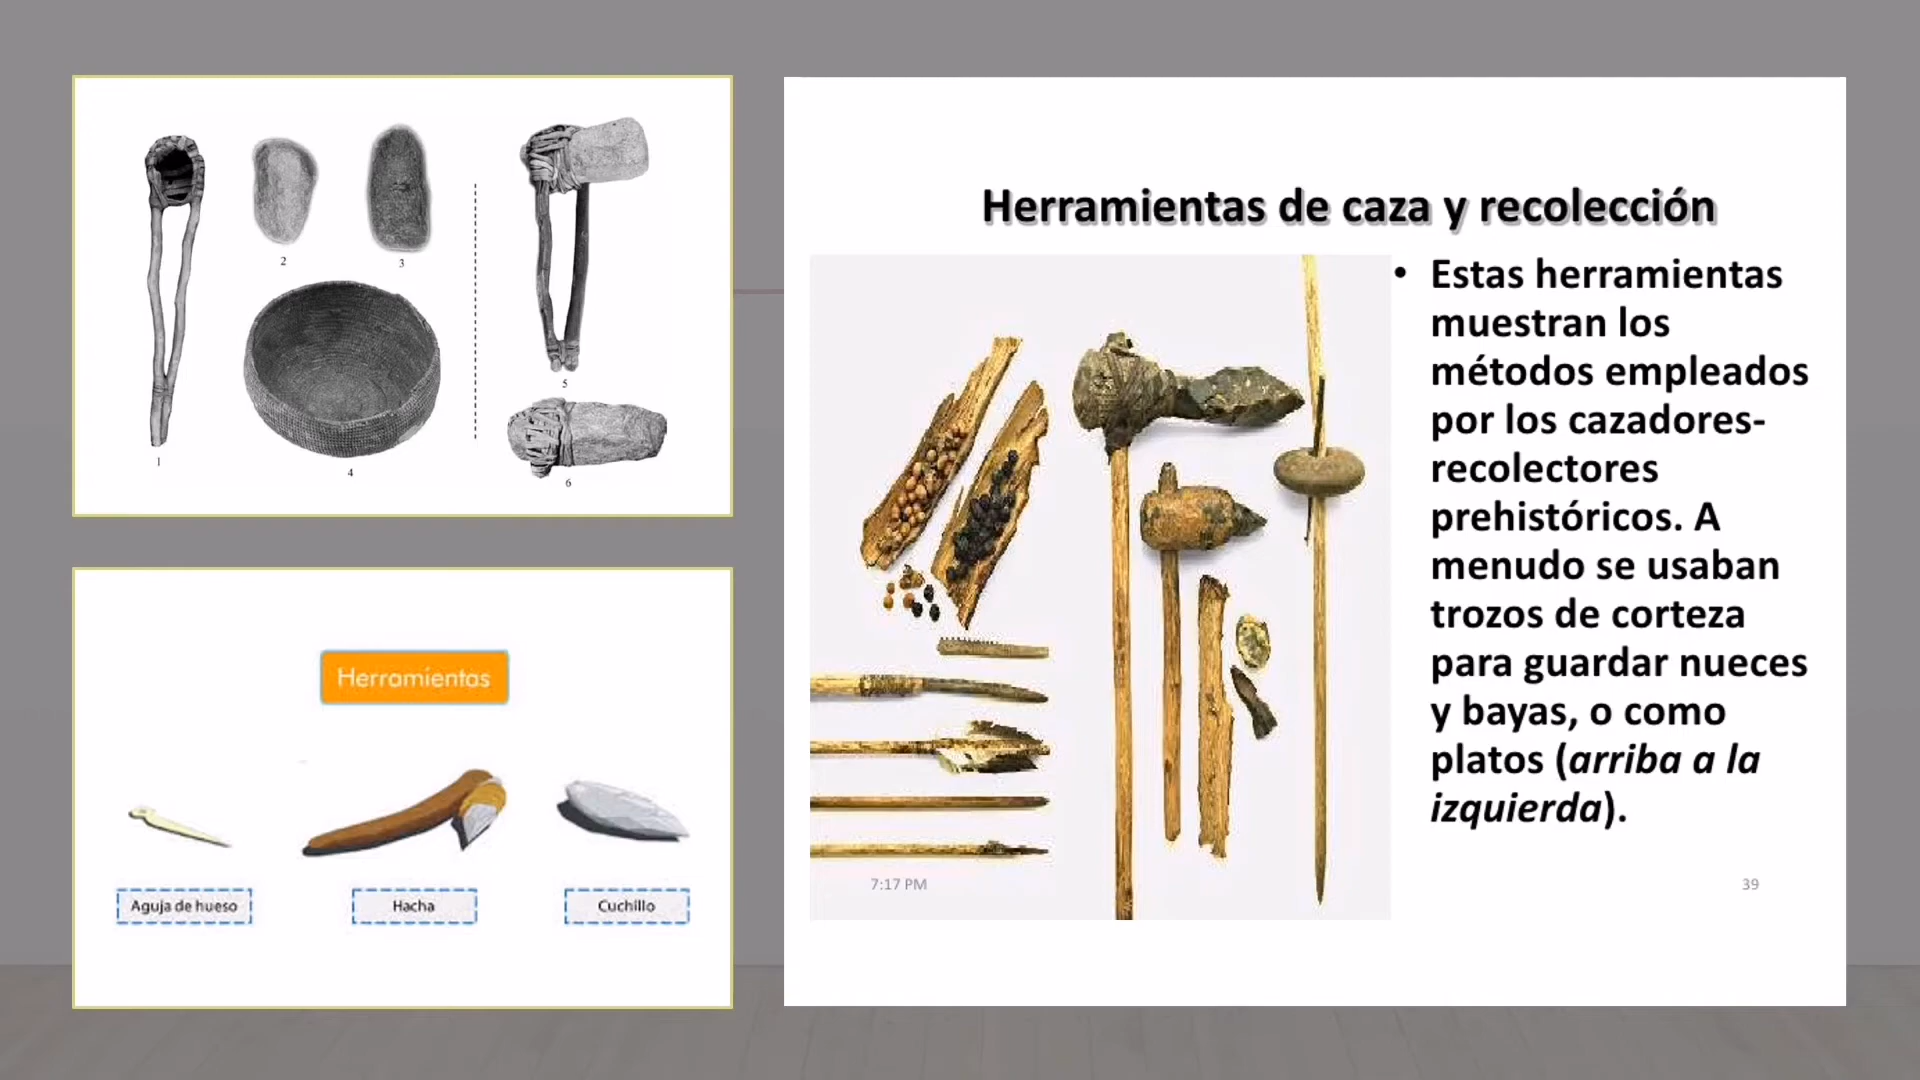 1
2
3
4
5
6
Herramientas
Aguja de hueso
Hacha
Cuchillo
Herramientas de caza y recolección
• Estas herramientas
muestran los
métodos empleados
por los cazadores-
recolectores
prehistóricos. A
menudo se usaban
trozos de corteza
para guardar nueces
y bayas, o como
platos (arriba a la
izquierda).
7:17 PM
39